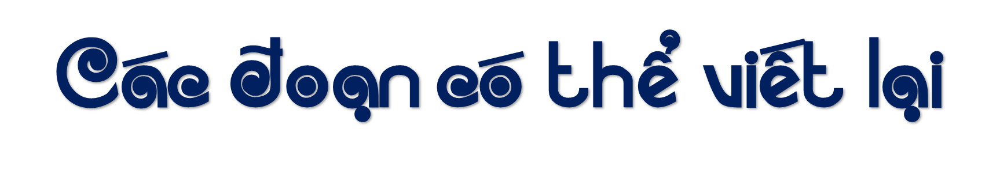 Các đoạn có thể viết lại